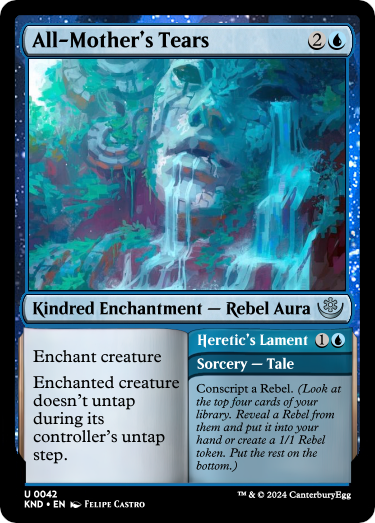 All-Mother's Tears 2
Kindred Enchantment — Rebel Aura
Enchant creature
Enchanted creature
doesn't untap
during its
controller's untap
step.
Heretic's Lament 1
Sorcery — Tale
Conscript a Rebel. (Look at
the top four cards of your
library. Reveal a Rebel from
them and put it into your
hand or create a 1/1 Rebel
token. Put the rest on the
bottom.)
U 0042
KND • EN Felipe Castro
™ & © 2024 CanterburyEgg